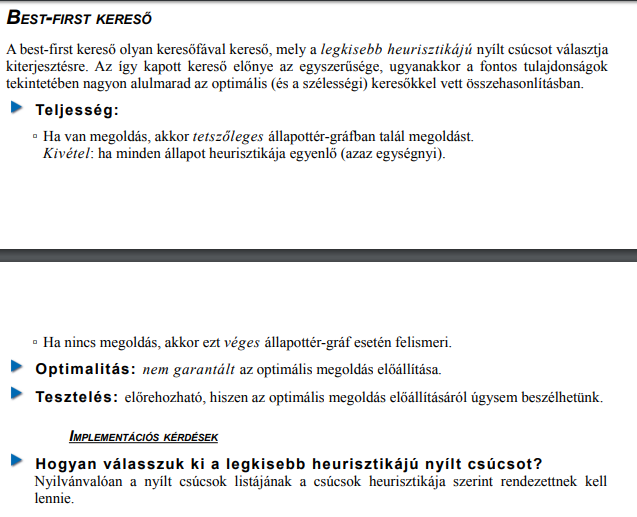 BEST-FIRST KERESŐ
A best-first kereső olyan keresőfával kereső, mely a legkisebb heurisztikájú nyílt csúcsot választja
kiterjesztésre. Az így kapott kereső előnye az egyszerűsége, ugyanakkor a fontos tulajdonságok
tekintetében nagyon alulmarad az optimális (és a szélességi) keresőkkel vett összehasonlításban.
Teljesség:
Ha van megoldás, akkor tetszőleges állapottér-gráfban talál megoldást.
Kivétel: ha minden állapot heurisztikája egyenlő (azaz egységnyi).
Ha nincs megoldás, akkor ezt véges állapottér-gráf esetén felismeri.
Optimalitás: nem garantált az optimális megoldás előállítása.
Tesztelés: előrehozható, hiszen az optimális megoldás előállításáról úgysem beszélhetünk.
IMPLEMENTÁCIÓS KÉRDÉSEK
Hogyan válasszuk ki a legkisebb heurisztikájú nyílt csúcsot?
Nyilvánvalóan a nyílt csúcsok listájának a csúcsok heurisztikája szerint rendezettnek kell
lennie.